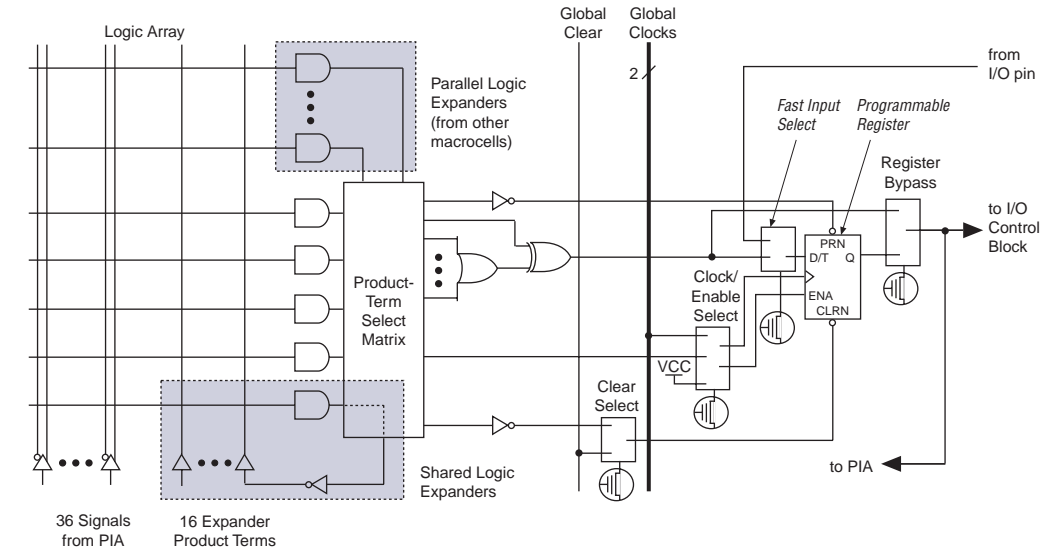 Logic Array
Global
Clear
Global
Clocks
2
from
I/O pin
Parallel Logic
Expanders
(from other
macrocells)
Fast Input
Select
Programmable
Register
Register
Bypass
to I/O
Control
Block
PRN
D/T
Q
ENA
CLRN
Product-
Term
Select
Matrix
Clock/
Enable
Select
VCC
Clear
Select
to PIA
Shared Logic
Expanders
36 Signals
from PIA
16 Expander
Product Terms